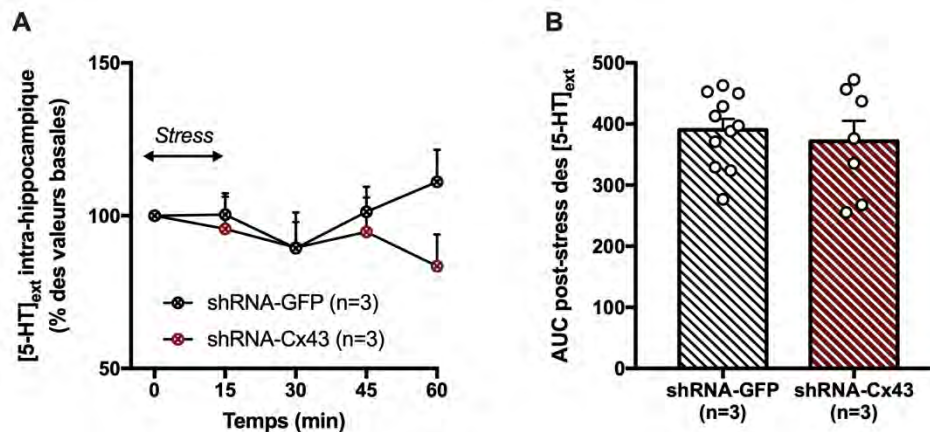 A
[5-HT]ext intra-hippocampique
(% des valeurs basales)
150
100
50
Stress
shRNA-GFP (n=3)
shRNA-Cx43 (n=3)
0 15 30 45 60
Temps (min)
B
AUC post-stress des [5-HT]ext
500
400
300
200
100
0
shRNA-GFP shRNA-Cx43
(n=3) (n=3)